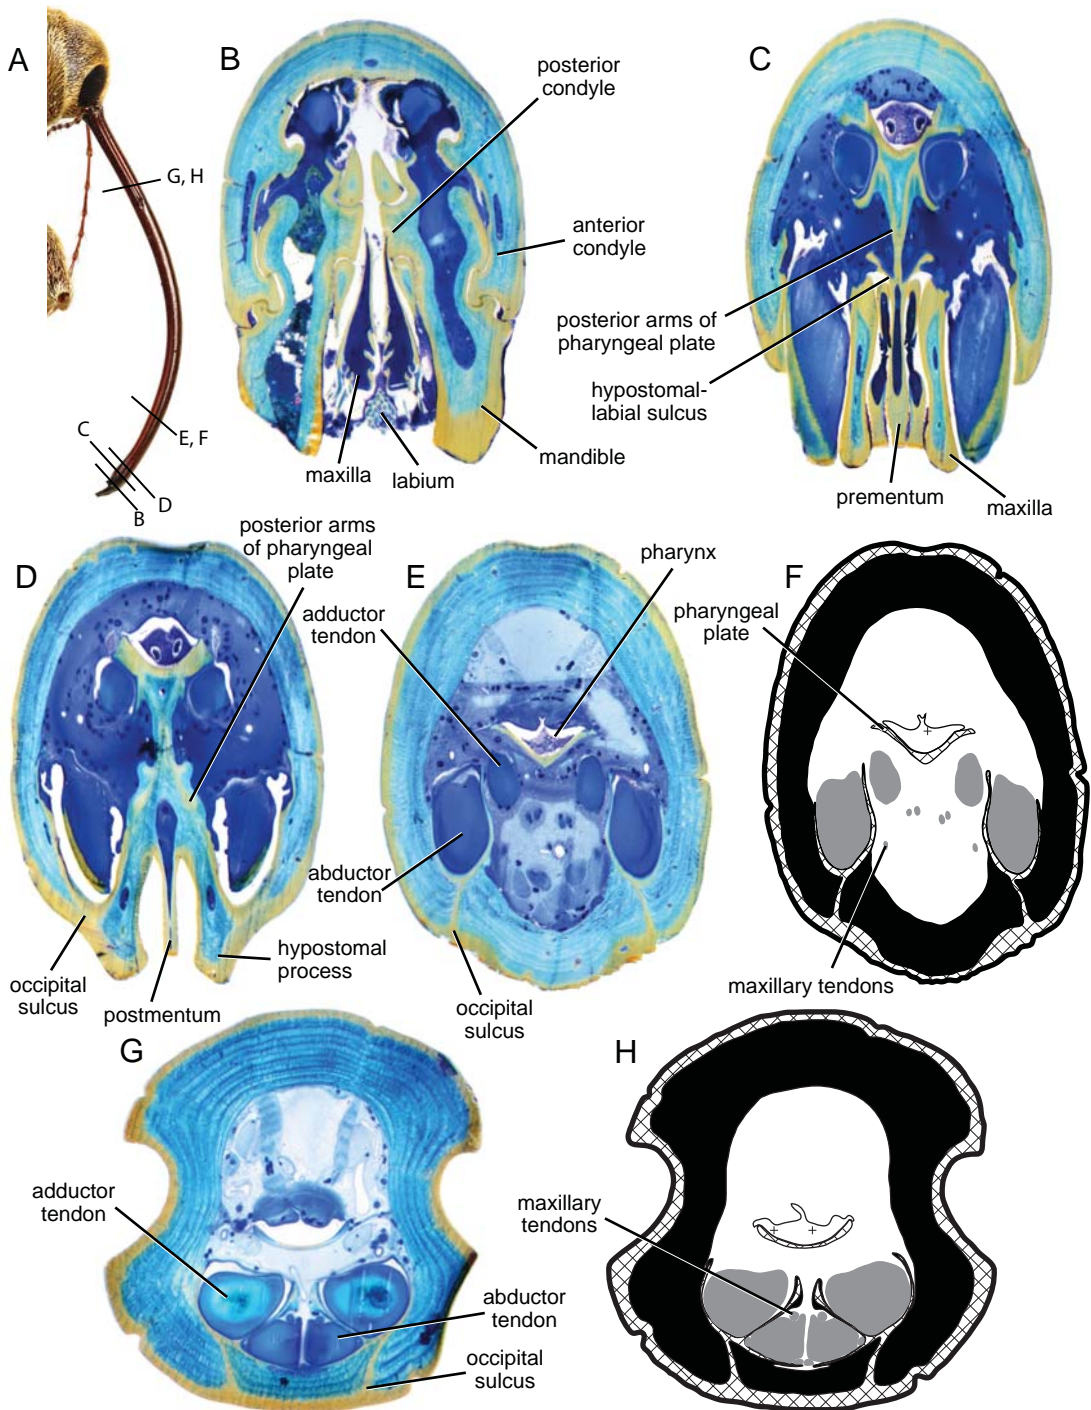 A
G, H
E, F
C
D
B
B
posterior
condyle
anterior
condyle
maxilla
labium
mandible
C
posterior arms of
pharyngeal plate
hypostomal-
labial sulcus
prementum
maxilla
D
posterior arms
of pharyngeal
plate
occipital
sulcus
postmentum
hypostomal
process
E
adductor
tendon
pharynx
abductor
tendon
occipital
sulcus
F
pharyngeal
plate
maxillary tendons
G
adductor
tendon
abductor
tendon
occipital
sulcus
H
maxillary
tendons